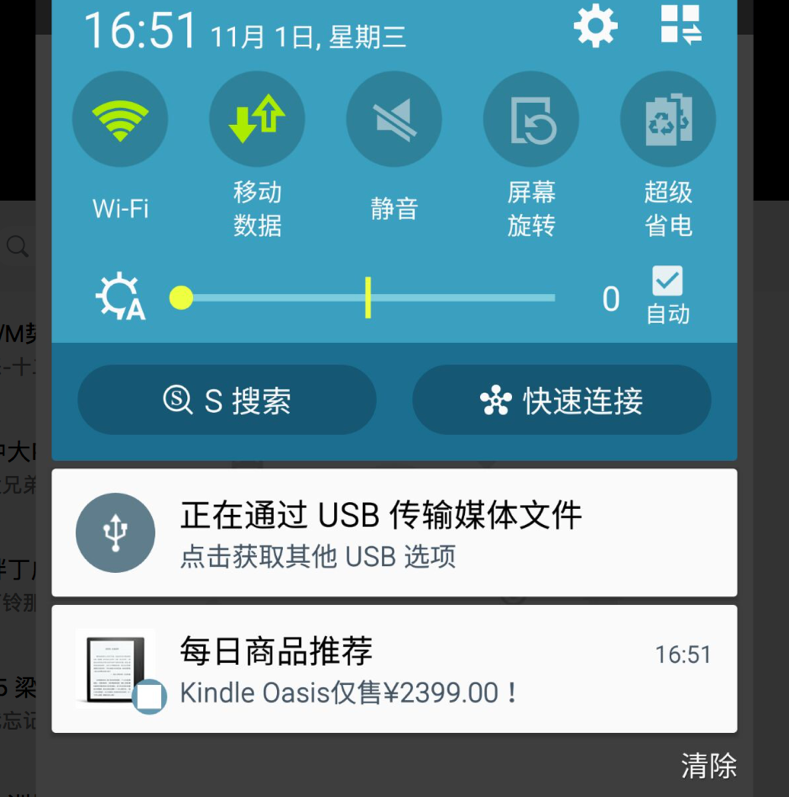 16:51 11月 1日, 星期三
Wi-Fi
移动
数据
静音
屏幕
旋转
超级
省电
A
0
自动
S 搜索
快速连接
正在通过 USB 传输媒体文件
点击获取其他 USB 选项
每日商品推荐
16:51
Kindle Oasis仅售¥2399.00！
清除